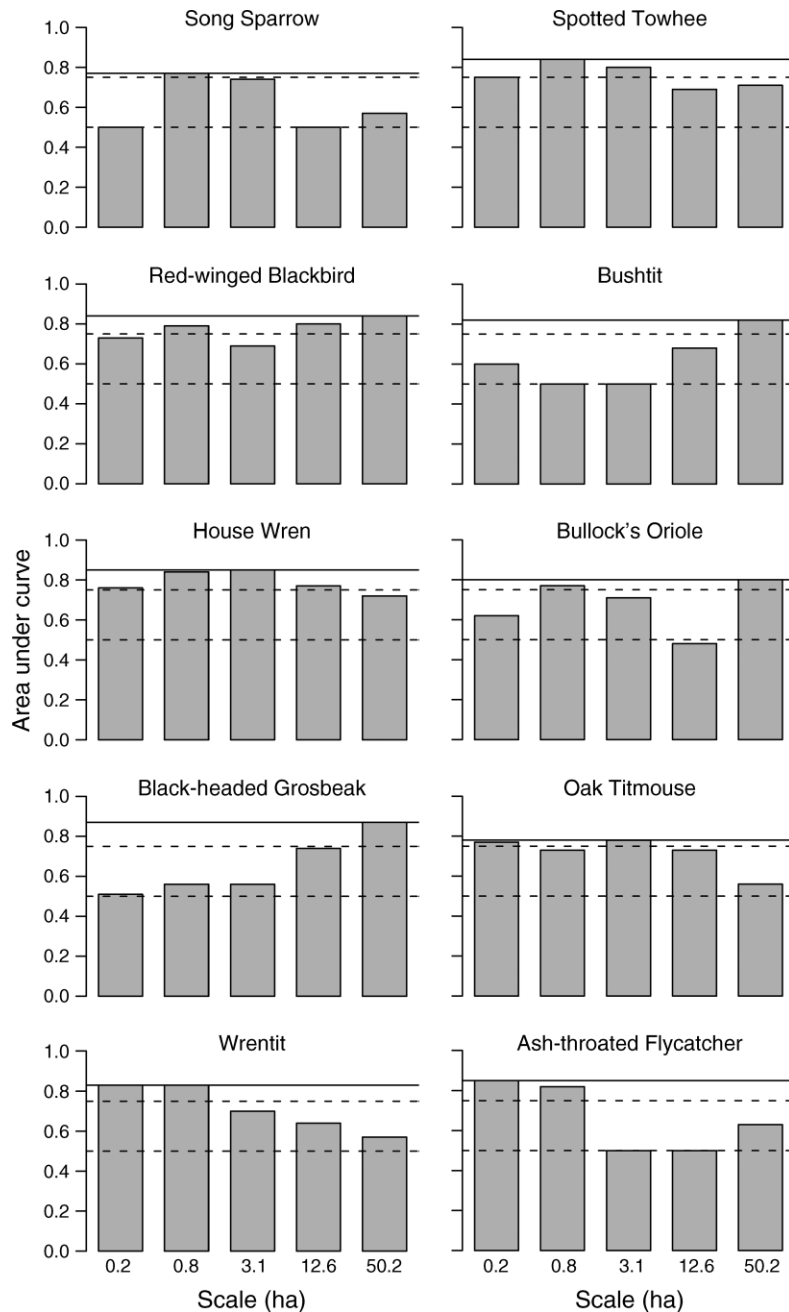 Song Sparrow
Spotted Towhee
1.0
0.8
0.6
0.4
0.2
0.0
Red-winged Blackbird
Bushtit
1.0
0.8
0.6
0.4
0.2
0.0
House Wren
Bullock's Oriole
1.0
0.8
0.6
0.4
0.2
0.0
Area under curve
Black-headed Grosbeak
Oak Titmouse
1.0
0.8
0.6
0.4
0.2
0.0
Wrentit
Ash-throated Flycatcher
1.0
0.8
0.6
0.4
0.2
0.0
0.2 0.8 3.1 12.6 50.2
0.2 0.8 3.1 12.6 50.2
Scale (ha)
Scale (ha)